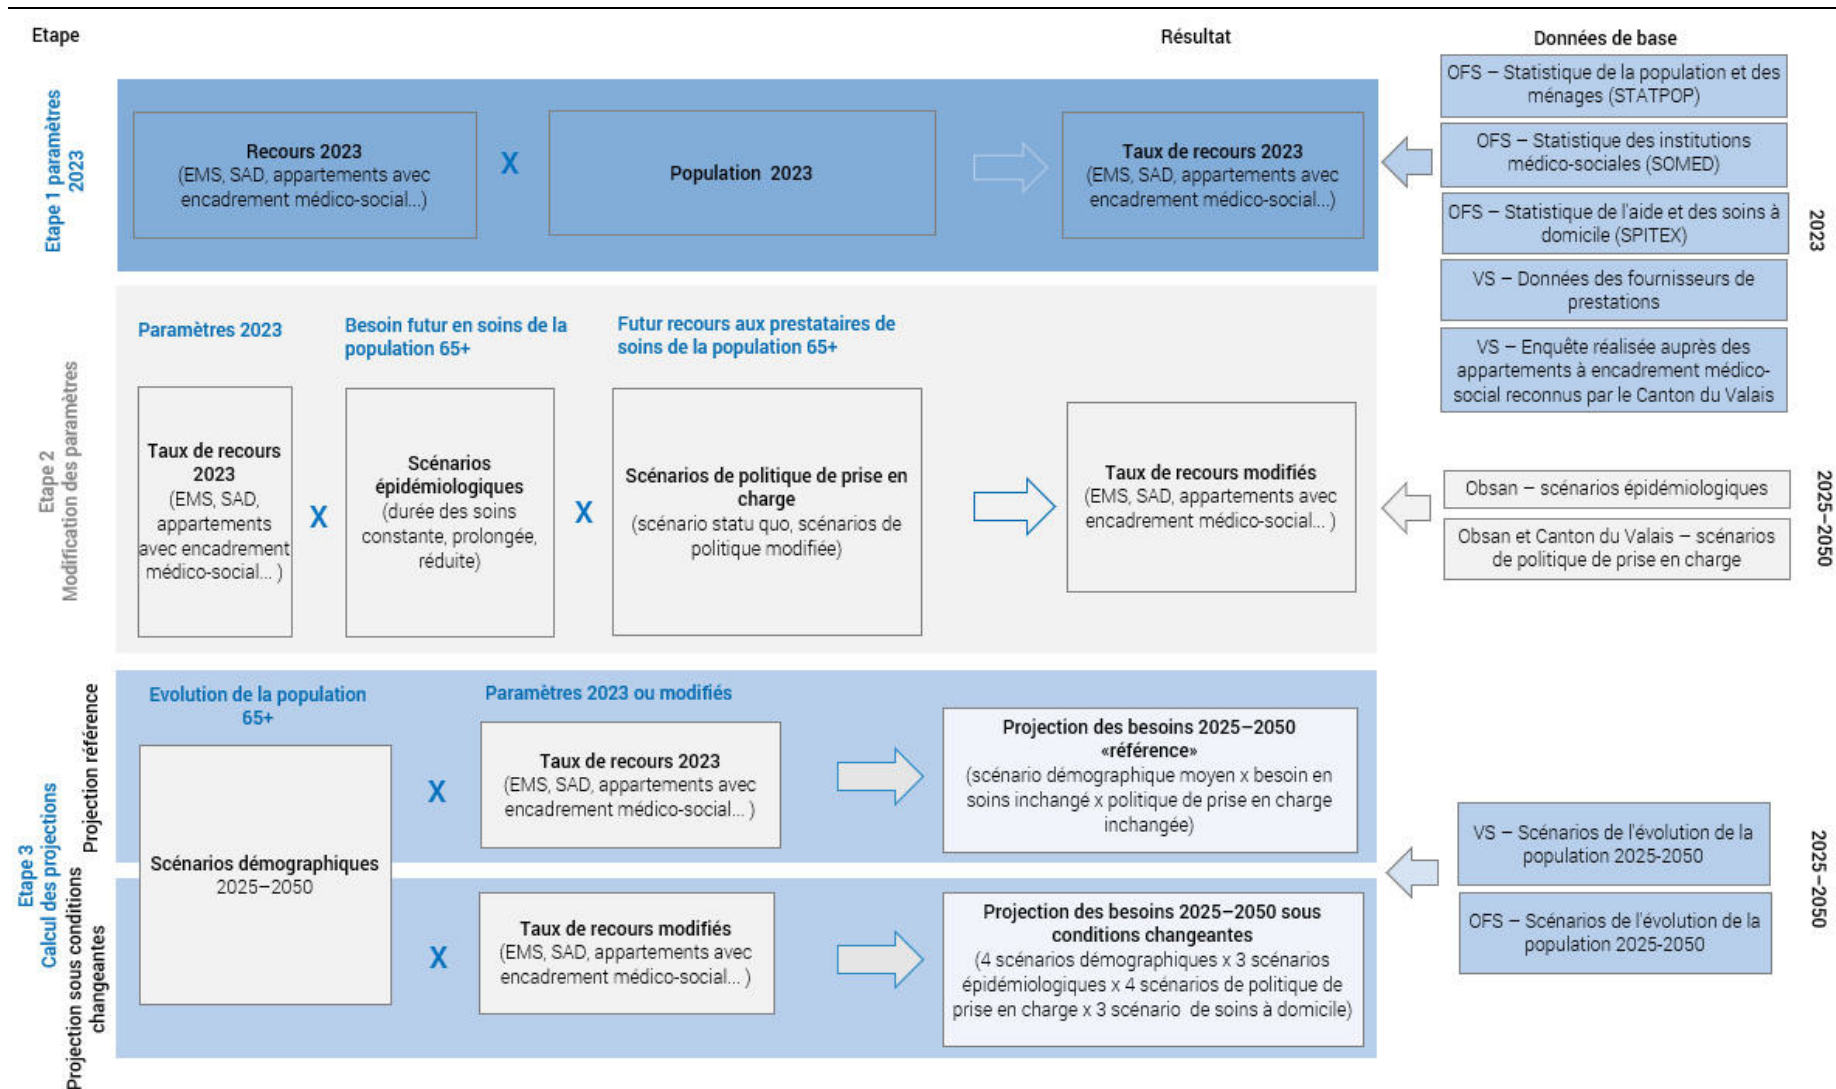 Etape
Résultat
Données de base
Etape 1 paramètres
2023
Recours 2023
(EMS, SAD, appartements avec
encadrement médico-social...)
X
Population 2023
Taux de recours 2023
(EMS, SAD, appartements avec
encadrement médico-social...)
OFS – Statistique de la population et des
ménages (STATPOP)
OFS – Statistique des institutions
médico-sociales (SOMED)
OFS – Statistique de l'aide et des soins à
domicile (SPITEX)
VS – Données des fournisseurs de
prestations
VS – Enquête réalisée auprès des
appartements à encadrement médico-
social reconnus par le Canton du Valais
2023
Etape 2
Modification des paramètres
Paramètres 2023
Besoin futur en soins de la
population 65+
Futur recours aux prestataires de
soins de la population 65+
Taux de recours
2023
(EMS, SAD,
appartements
avec encadrement
médico-social... )
X
Scénarios
épidémiologiques
(durée des soins
constante, prolongée,
réduite)
X
Scénarios de politique de prise en
charge
(scénario statu quo, scénarios de
politique modifiée)
Taux de recours modifiés
(EMS, SAD, appartements avec
encadrement médico-social... )
Obsan – scénarios épidémiologiques
Obsan et Canton du Valais – scénarios
de politique de prise en charge
2025–2050
Etape 3
Calcul des projections
Projection référence
Evolution de la population
65+
Paramètres 2023 ou modifiés
Scénarios démographiques
2025–2050
X
Taux de recours 2023
(EMS, SAD, appartements avec
encadrement médico-social... )
Projection des besoins 2025–2050
«référence»
(scénario démographique moyen x besoin en
soins inchangé x politique de prise en charge
inchangée)
Projection sous conditions
changeantes
X
Taux de recours modifiés
(EMS, SAD, appartements avec
encadrement médico-social... )
Projection des besoins 2025–2050 sous
conditions changeantes
(4 scénarios démographiques x 3 scénarios
épidémiologiques x 4 scénarios de politique de
prise en charge x 3 scénario de soins à domicile)
VS – Scénarios de l'évolution de la
population 2025-2050
OFS – Scénarios de l'évolution de la
population 2025-2050
2025–2050